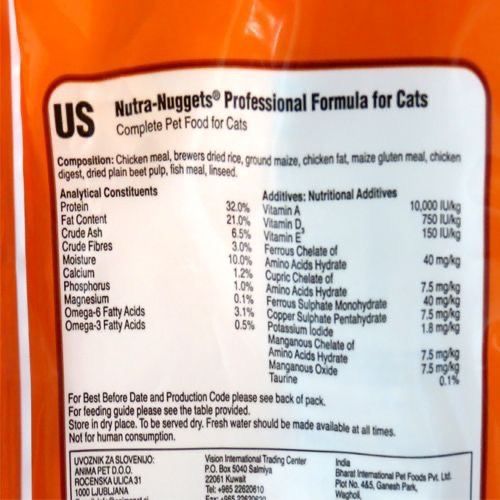 US
Nutra-Nuggets® Professional Formula for Cats
Complete Pet Food for Cats
Composition: Chicken meal, brewers dried rice, ground maize, chicken fat, maize gluten meal, chicken
digest, dried plain beet pulp, fish meal, linseed.
Analytical Constituents
Protein 32.0%
Fat Content 21.0%
Crude Ash 6.5%
Crude Fibres 3.0%
Moisture 10.0%
Calcium 1.2%
Phosphorus 1.0%
Magnesium 0.1%
Omega-6 Fatty Acids 3.1%
Omega-3 Fatty Acids 0.5%
Additives: Nutritional Additives
Vitamin A 10,000 IU/kg
Vitamin D3 750 IU/kg
Vitamin E 150 IU/kg
Ferrous Chelate of
Amino Acids Hydrate 40 mg/kg
Cupric Chelate of
Amino Acids Hydrate 7.5 mg/kg
Ferrous Sulphate Monohydrate 40 mg/kg
Copper Sulphate Pentahydrate 7.5 mg/kg
Potassium Iodide 1.8 mg/kg
Manganous Chelate of
Amino Acids Hydrate 7.5 mg/kg
Manganous Oxide 7.5 mg/kg
Taurine 0.1%
For Best Before Date and Production Code please see back of pack.
For feeding guide please see the table provided.
Store in dry place. To be served dry. Fresh water should be made available at all times.
Not for human consumption.
UVOZNIK ZA SLOVENIJO:
ANIMA PET D.O.O.
ROČENSKA ULICA 31
1000 LJUBLJANA
Vision International Trading Center
P.O. Box 5040 Salmiya
22061 Kuwait
Tel: +965 22620610
India
Bharat International Pet Foods Pvt. Ltd.
Plot No. 4&5, Ganesh Park,
Wagholi,